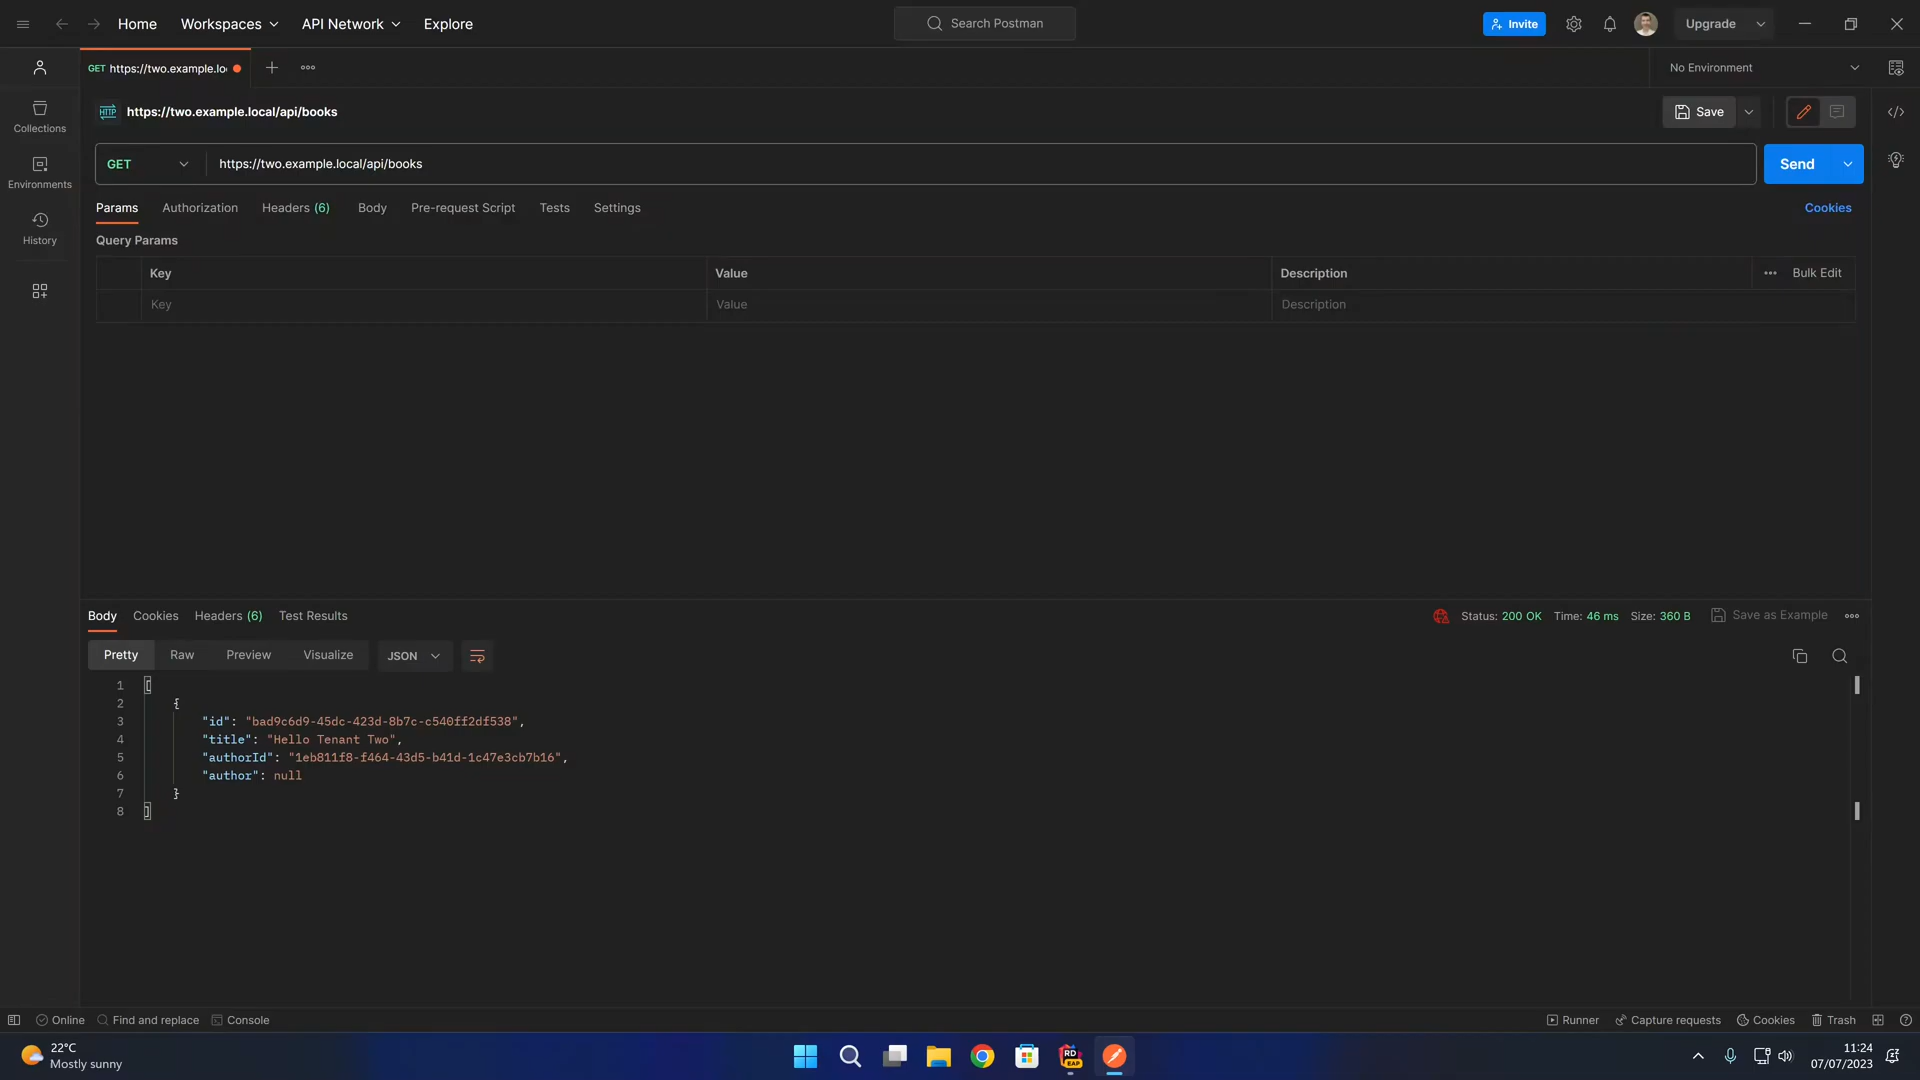 Home
Workspaces
API Network
Explore
Search Postman
Invite
Upgrade
GET https://two.example.lo
No Environment
HTTP https://two.example.local/api/books
Save
GET https://two.example.local/api/books
Send
Params Authorization Headers (6) Body Pre-request Script Tests Settings
Cookies
Collections
Environments
History
Query Params
Key Value Description Bulk Edit
Key Value Description
Body Cookies Headers (6) Test Results
Status: 200 OK Time: 46 ms Size: 360 B Save as Example
Pretty Raw Preview Visualize JSON
1 [
2 {
3 "id": "bad9c6d9-45dc-423d-8b7c-c540ff2df538",
4 "title": "Hello Tenant Two",
5 "authorId": "1eb811f8-f464-43d5-b41d-1c47e3cb7b16",
6 "author": null
7 }
8 ]
Online Find and replace Console
Runner Capture requests Cookies Trash
22°C
Mostly sunny
RD
EAP
11:24
07/07/2023